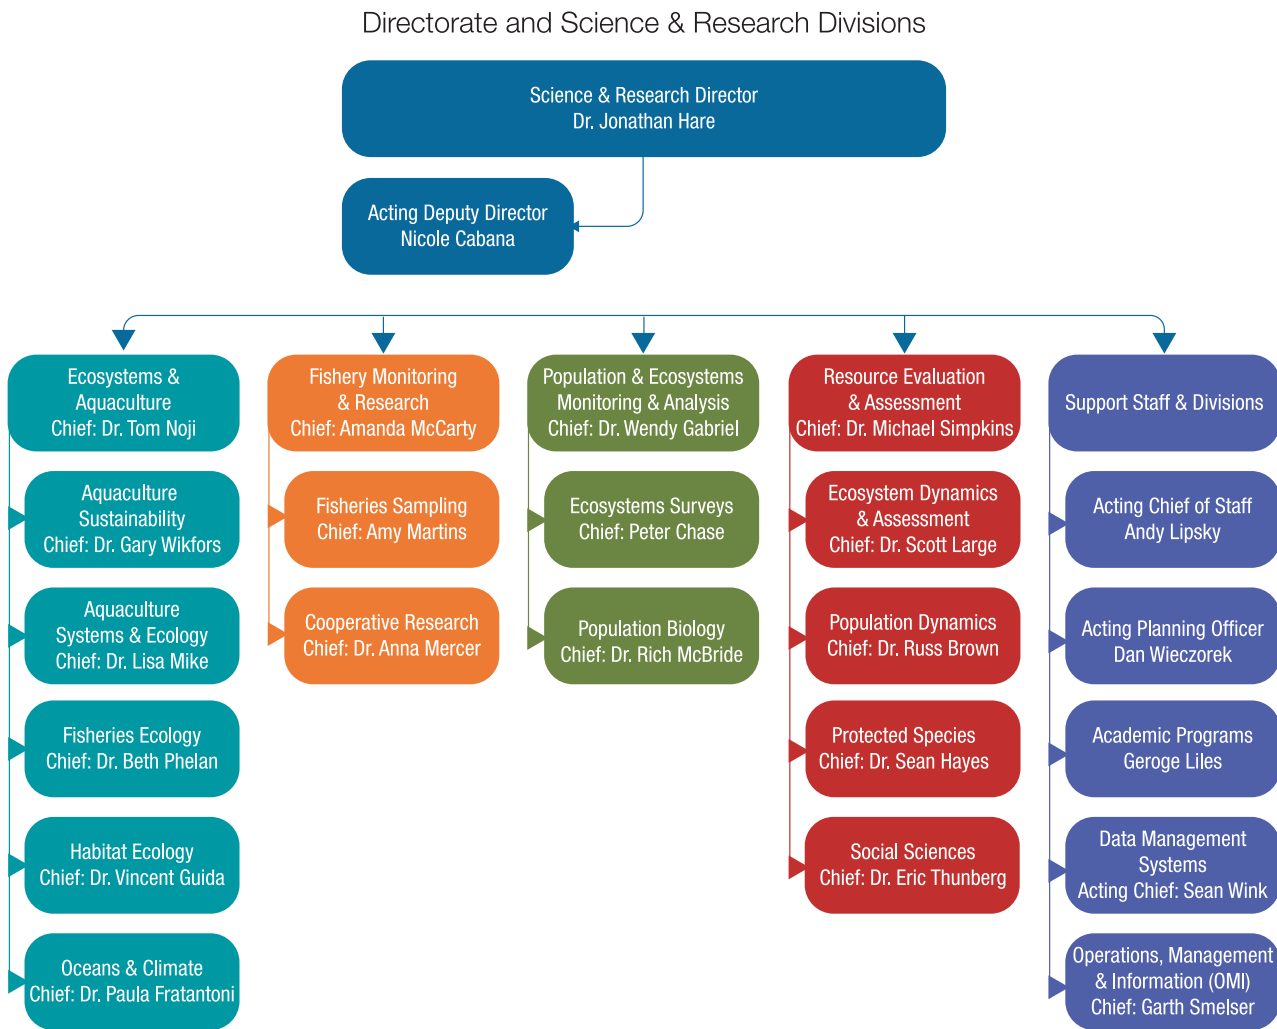 Directorate and Science & Research Divisions
Science & Research Director
Dr. Jonathan Hare
Acting Deputy Director
Nicole Cabana
Ecosystems &
Aquaculture
Chief: Dr. Tom Noji
Aquaculture
Sustainability
Chief: Dr. Gary Wikfors
Aquaculture
Systems & Ecology
Chief: Dr. Lisa Mike
Fisheries Ecology
Chief: Dr. Beth Phelan
Habitat Ecology
Chief: Dr. Vincent Guida
Oceans & Climate
Chief: Dr. Paula Fratantoni
Fishery Monitoring
& Research
Chief: Amanda McCarty
Fisheries Sampling
Chief: Amy Martins
Cooperative Research
Chief: Dr. Anna Mercer
Population & Ecosystems
Monitoring & Analysis
Chief: Dr. Wendy Gabriel
Ecosystems Surveys
Chief: Peter Chase
Population Biology
Chief: Dr. Rich McBride
Resource Evaluation
& Assessment
Chief: Dr. Michael Simpkins
Ecosystem Dynamics
& Assessment
Chief: Dr. Scott Large
Population Dynamics
Chief: Dr. Russ Brown
Protected Species
Chief: Dr. Sean Hayes
Social Sciences
Chief: Dr. Eric Thunberg
Support Staff & Divisions
Acting Chief of Staff
Andy Lipsky
Acting Planning Officer
Dan Wieczorek
Academic Programs
Geroge Liles
Data Management
Systems
Acting Chief: Sean Wink
Operations, Management
& Information (OMI)
Chief: Garth Smelser